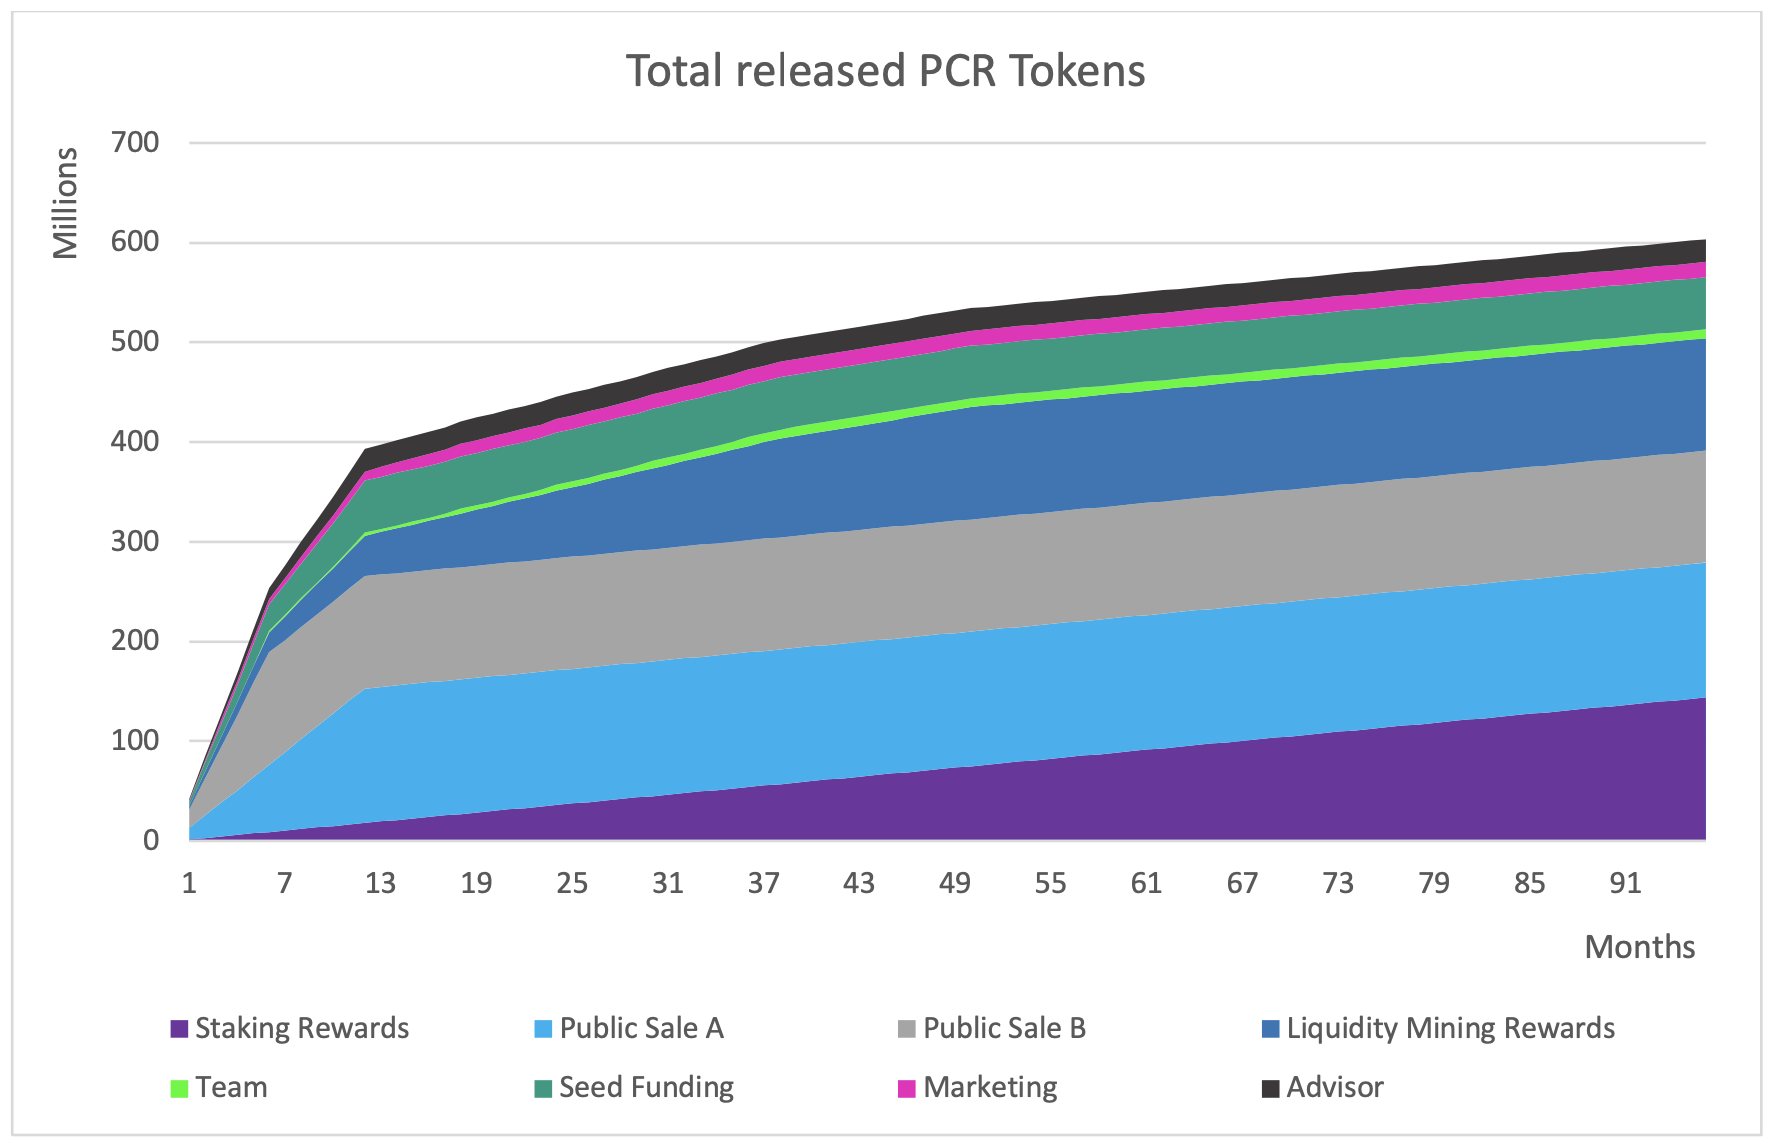 Total released PCR Tokens
Millions
700
600
500
400
300
200
100
0
1 7 13 19 25 31 37 43 49 55 61 67 73 79 85 91
Months
Staking Rewards Public Sale A Public Sale B Liquidity Mining Rewards
Team Seed Funding Marketing Advisor